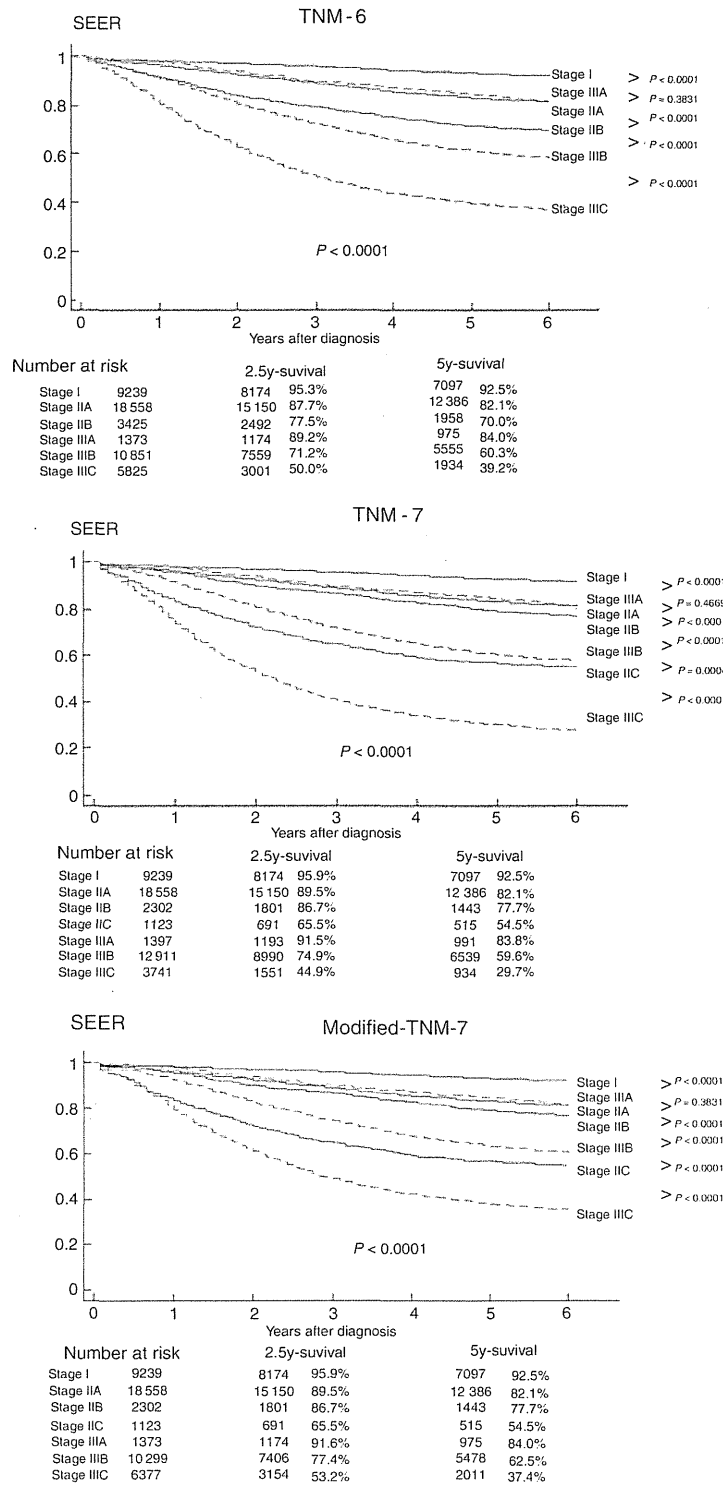 SEER TNM-6
1
0.8
0.6
0.4
0.2
0
Stage I
Stage IIIA
Stage IIA
Stage IIB
Stage IIIB
Stage IIIC
> P < 0.0001
> P = 0.3831
> P < 0.0001
> P < 0.0001
> P < 0.0001
P < 0.0001
0 1 2 3 4 5 6
Years after diagnosis
Number at risk 2.5y-suvival 5y-suvival
Stage I 9239 8174 95.3% 7097 92.5%
Stage IIA 18 558 15 150 87.7% 12 386 82.1%
Stage IIB 3425 2492 77.5% 1958 70.0%
Stage IIIA 1373 1174 89.2% 975 84.0%
Stage IIIB 10 851 7559 71.2% 5555 60.3%
Stage IIIC 5825 3001 50.0% 1934 39.2%
SEER TNM - 7
1
0.8
0.6
0.4
0.2
0
Stage I
Stage IIIA
Stage IIA
Stage IIB
Stage IIIB
Stage IIC
Stage IIIC
> P < 0.0001
> P = 0.4669
> P < 0.000
> P < 0.0001
> P = 0.0004
> P < 0.000
P < 0.0001
0 1 2 3 4 5 6
Years after diagnosis
Number at risk 2.5y-suvival 5y-suvival
Stage I 9239 8174 95.9% 7097 92.5%
Stage IIA 18 558 15 150 89.5% 12 386 82.1%
Stage IIB 2302 1801 86.7% 1443 77.7%
Stage IIC 1123 691 65.5% 515 54.5%
Stage IIIA 1397 1193 91.5% 991 83.8%
Stage IIIB 12 911 8990 74.9% 6539 59.6%
Stage IIIC 3741 1551 44.9% 934 29.7%
SEER Modified-TNM-7
1
0.8
0.6
0.4
0.2
0
Stage I
Stage IIIA
Stage IIA
Stage IIB
Stage IIIB
Stage IIC
Stage IIIC
> P < 0.0001
> P = 0.3831
> P < 0.0001
> P < 0.0001
> P < 0.0001
> P < 0.0001
P < 0.0001
0 1 2 3 4 5 6
Years after diagnosis
Number at risk 2.5y-suvival 5y-suvival
Stage I 9239 8174 95.9% 7097 92.5%
Stage IIA 18 558 15 150 89.5% 12 386 82.1%
Stage IIB 2302 1801 86.7% 1443 77.7%
Stage IIC 1123 691 65.5% 515 54.5%
Stage IIIA 1373 1174 91.6% 975 84.0%
Stage IIIB 10 299 7406 77.4% 5478 62.5%
Stage IIIC 6377 3154 53.2% 2011 37.4%